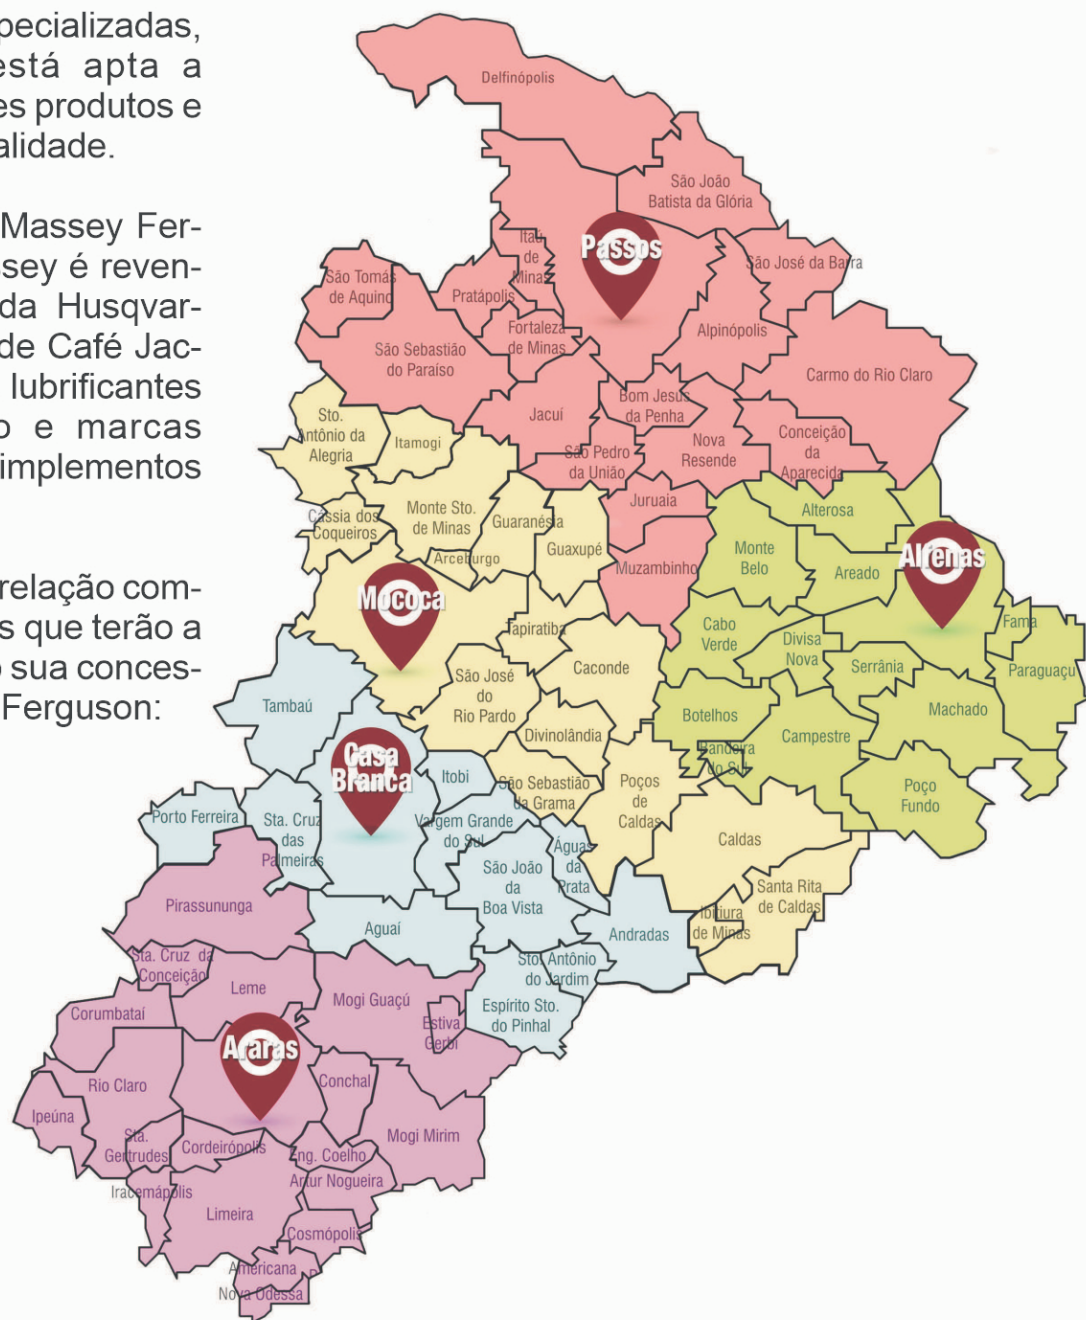 pecializadas,
está apta a
es produtos e
alidade.
Massey Fer-
ssey é reven-
da Husqvar-
de Café Jac-
lubrificantes
o e marcas
implementos
relação com-
s que terão a
o sua conces-
Ferguson:
Delfinópolis
São João
Batista da Glória
Passos
Itaú
de
Minas
São José da Barra
São Tomás
de Aquino
Pratápolis
Fortaleza
de Minas
Alpinópolis
São Sebastião
do Paraíso
Carmo do Rio Claro
Bom Jesus
da Penha
Jacuí
Sto.
Antônio da
Alegria
Itamogi
São Pedro
da União
Nova
Resende
Conceição
da
Aparecida
Juruaia
Alterosa
Cássia dos
Coqueiros
Monte Sto.
de Minas
Guaranésia
Guaxupé
Arceburgo
Muzambinho
Monte
Belo
Areado
Alfenas
Mococa
Tapiratiba
Caconde
Cabo
Verde
Divisa
Nova
Serrânia
Fama
Paraguaçu
São José
do
Rio Pardo
Tambaú
Divinolândia
Botelhos
Campestre
Machado
Bandeira
do Sul
Casa
Branca
Itobi
São Sebastião
da Grama
Poços
de
Caldas
Poço
Fundo
Porto Ferreira
Sta. Cruz
das
Palmeiras
Vargem Grande
do Sul
Águas
da
Prata
Caldas
São João
da
Boa Vista
Santa Rita
de Caldas
Pirassununga
Aguaí
Andradas
Ibitiura
de Minas
Sta. Cruz da
Conceição
Sto. Antônio
do Jardim
Leme
Mogi Guaçú
Espírito Sto.
do Pinhal
Corumbataí
Estiva
Gerbi
Araras
Rio Claro
Conchal
Ipeúna
Sta.
Gertrudes
Cordeirópolis
Eng. Coelho
Mogi Mirim
Iracemápolis
Artur Nogueira
Limeira
Cosmópolis
Americana
Nova Odessa